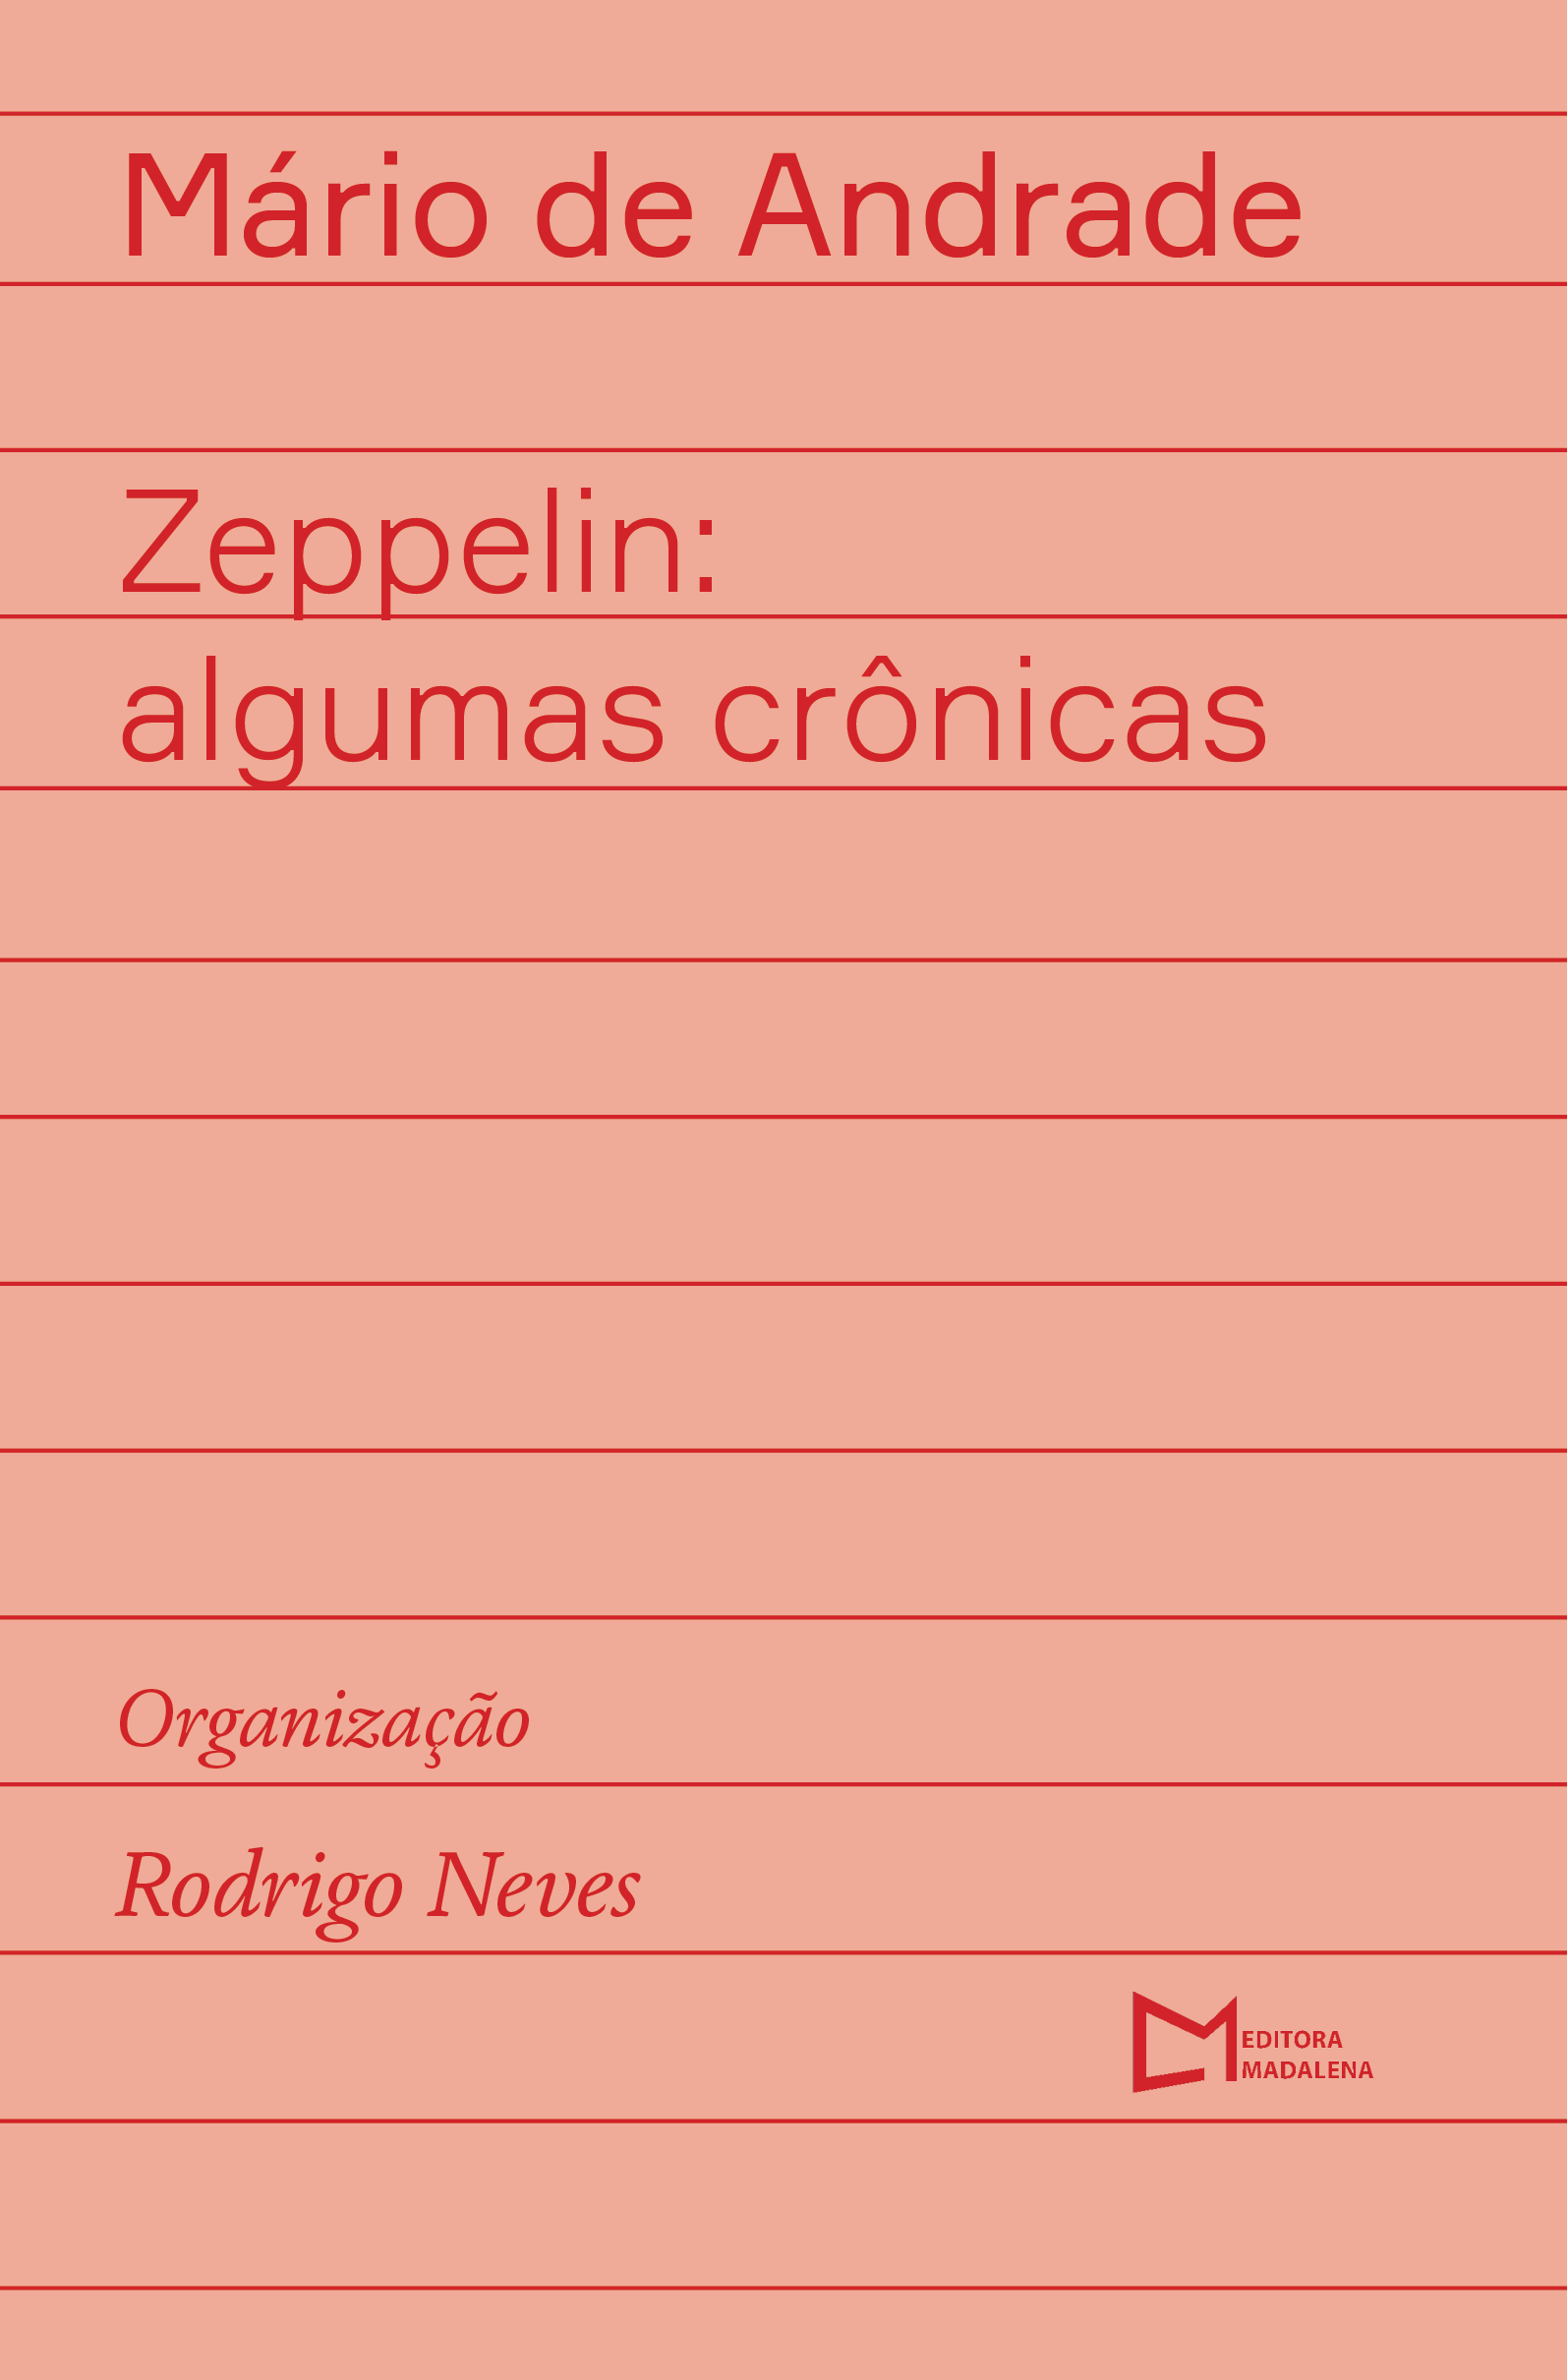 Mário de Andrade
Zeppelin:
algumas crônicas
Organização
Rodrigo Neves
EDITORA
MADALENA